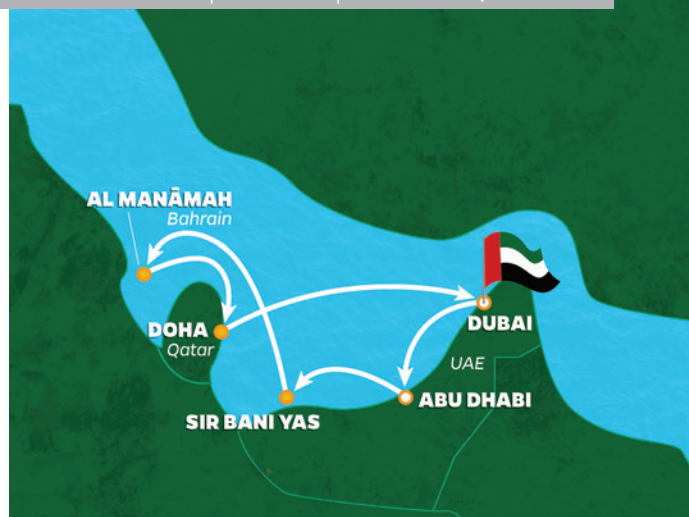 AL MANĀMAH
Bahrain
DOHA
Qatar
DUBAI
UAE
ABU DHABI
SIR BANI YAS